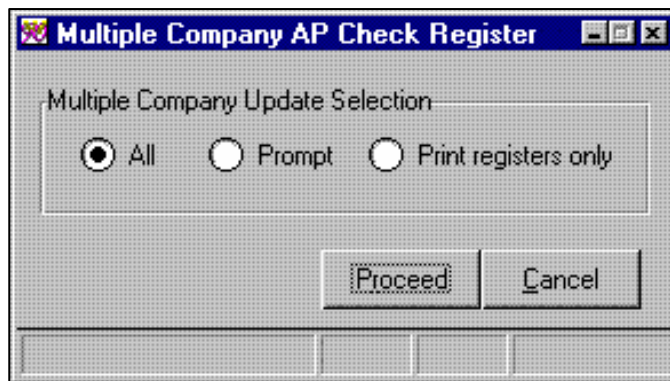 Multiple Company AP Check Register
Multiple Company Update Selection
All Prompt Print registers only
Proceed Cancel